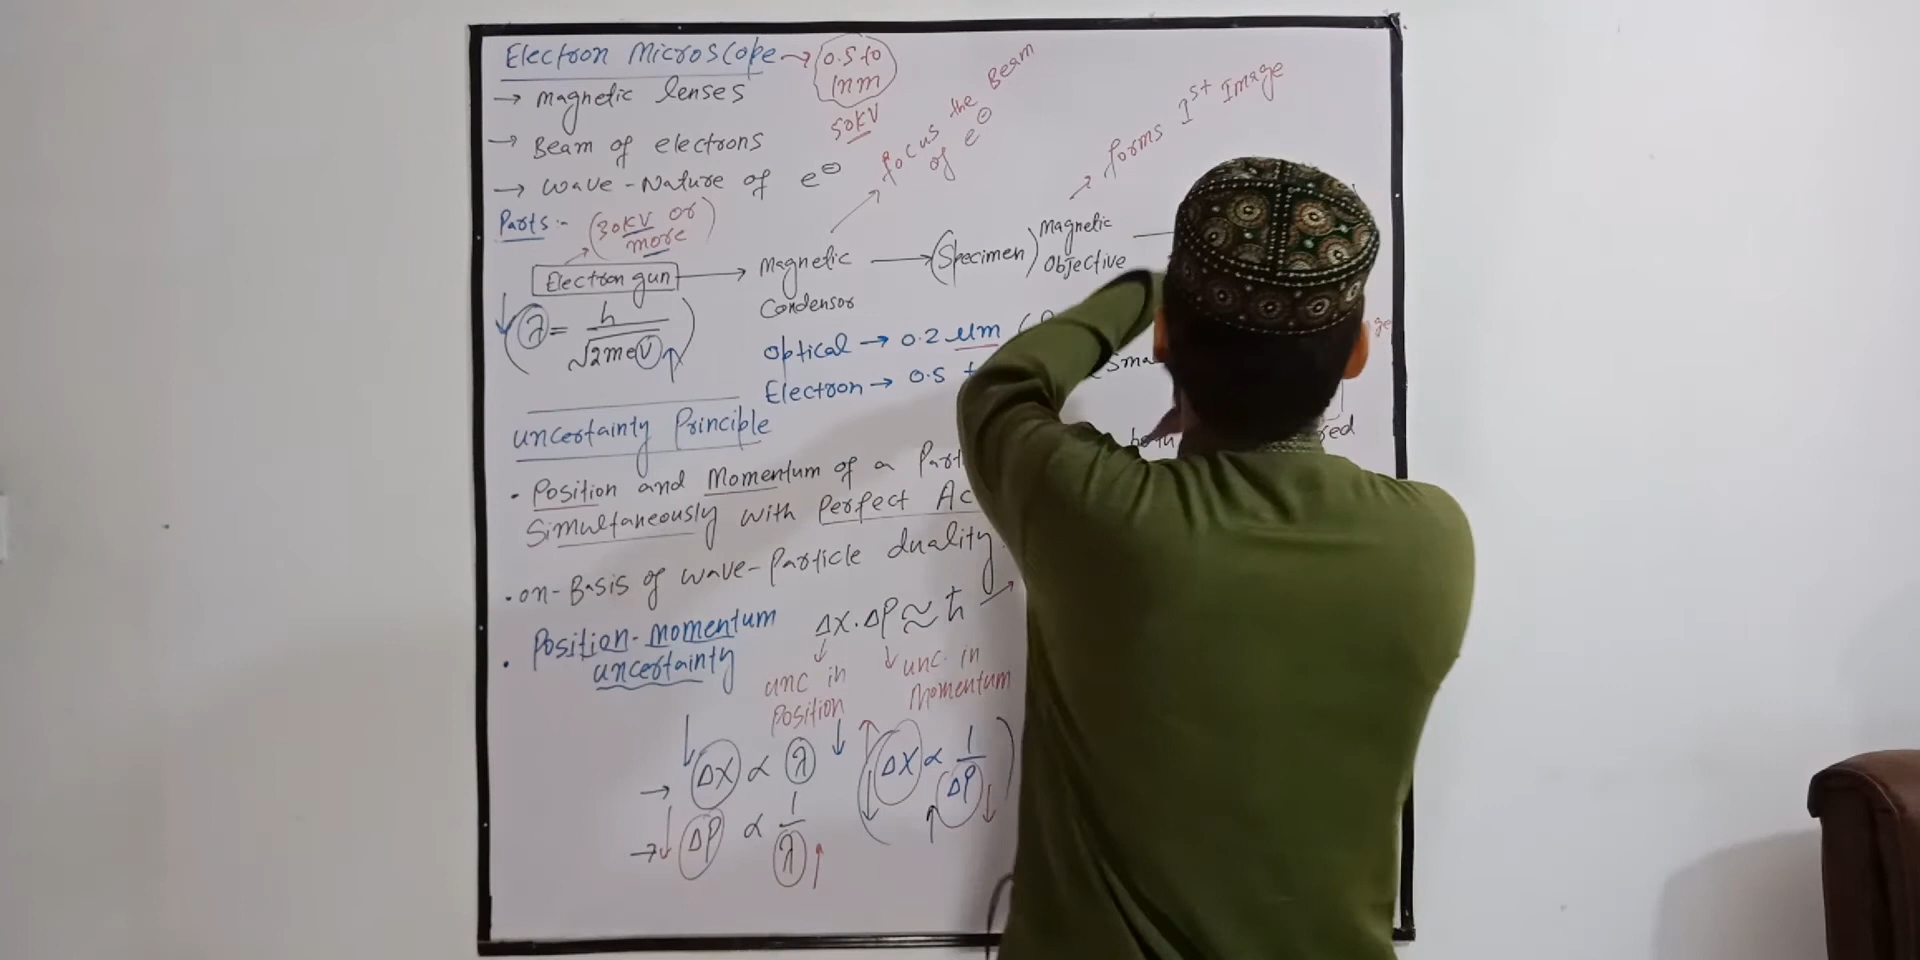 Electron Microscope → 0.5 to
1nm
50kV
→ Magnetic lenses
→ Beam of electrons
→ wave-Nature of e⊖
focus the Beam
of e⊖
forms 1st Image
Parts:- (30kV or
more)
Electron gun → Magnetic
Condensor
→ (Specimen)
Magnetic
Objective
λ = h
√2meV
Optical → 0.2 μm
Electron → 0.5
uncertainty Principle
• Position and Momentum of a
Simultaneously with Perfect
• on-Basis of wave-Particle duality
• Position-momentum
uncertainty
Δx.Δp ≈ ħ
unc in
Position
unc. in
Momentum
→ Δx ∝ λ
(Δx ∝ 1
Δp)
→ Δp ∝ 1
λ